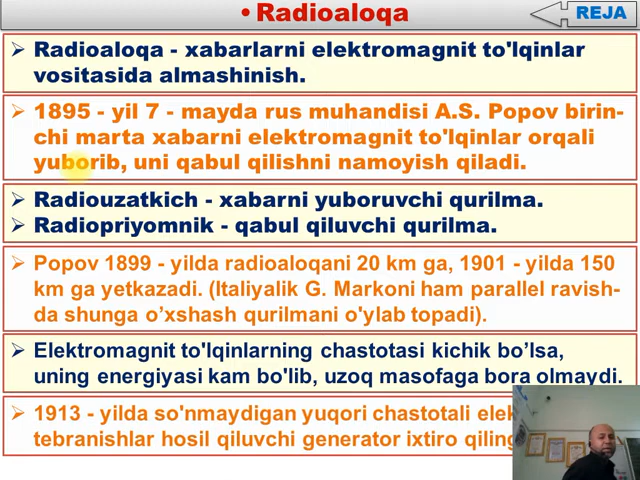 • Radioaloqa
REJA
Radioaloqa - xabarlarni elektromagnit to'lqinlar
vositasida almashinish.
1895 - yil 7 - mayda rus muhandisi A.S. Popov birin-
chi marta xabarni elektromagnit to'lqinlar orqali
yuborib, uni qabul qilishni namoyish qiladi.
Radiouzatkich - xabarni yuboruvchi qurilma.
Radiopriyomnik - qabul qiluvchi qurilma.
Popov 1899 - yilda radioaloqani 20 km ga, 1901 - yilda 150
km ga yetkazadi. (Italiyalik G. Markoni ham parallel ravish-
da shunga o’xshash qurilmani o'ylab topadi).
Elektromagnit to'lqinlarning chastotasi kichik bo’lsa,
uning energiyasi kam bo'lib, uzoq masofaga bora olmaydi.
1913 - yilda so'nmaydigan yuqori chastotali
tebranishlar hosil qiluvchi generator ixtiro